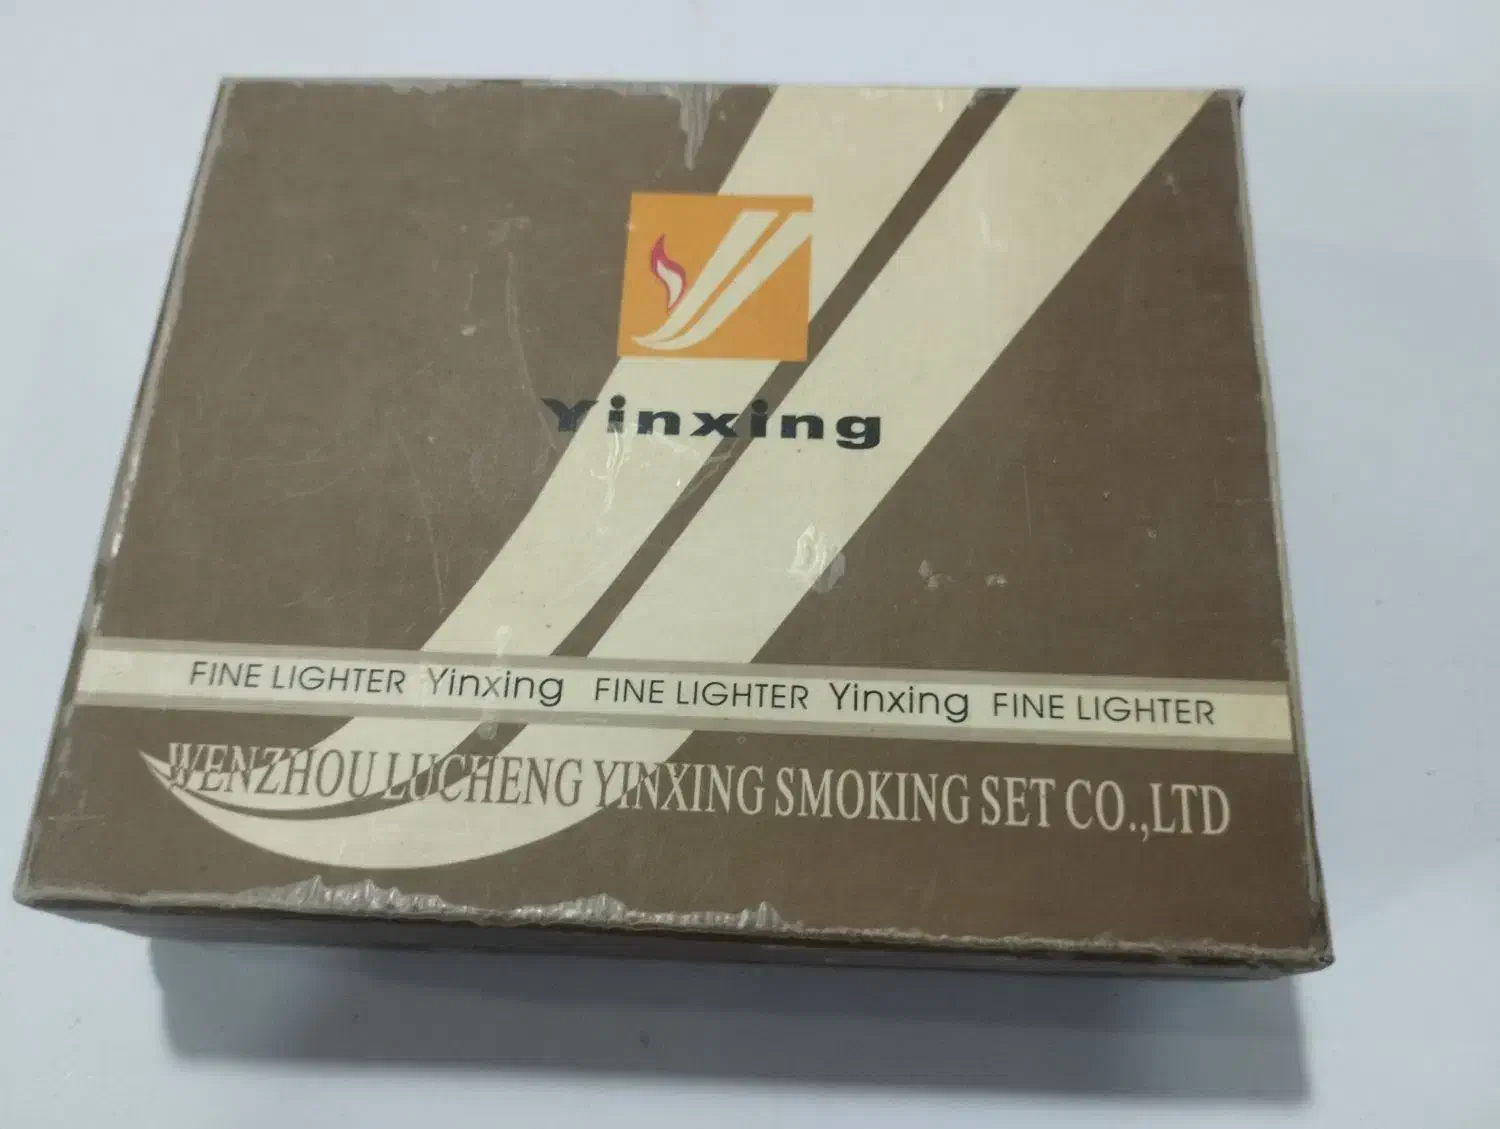 Yinxing
FINE LIGHTER Yinxing FINE LIGHTER Yinxing FINE LIGHTER
WENZHOU LUCHENG YINXING SMOKING SET CO.,LTD